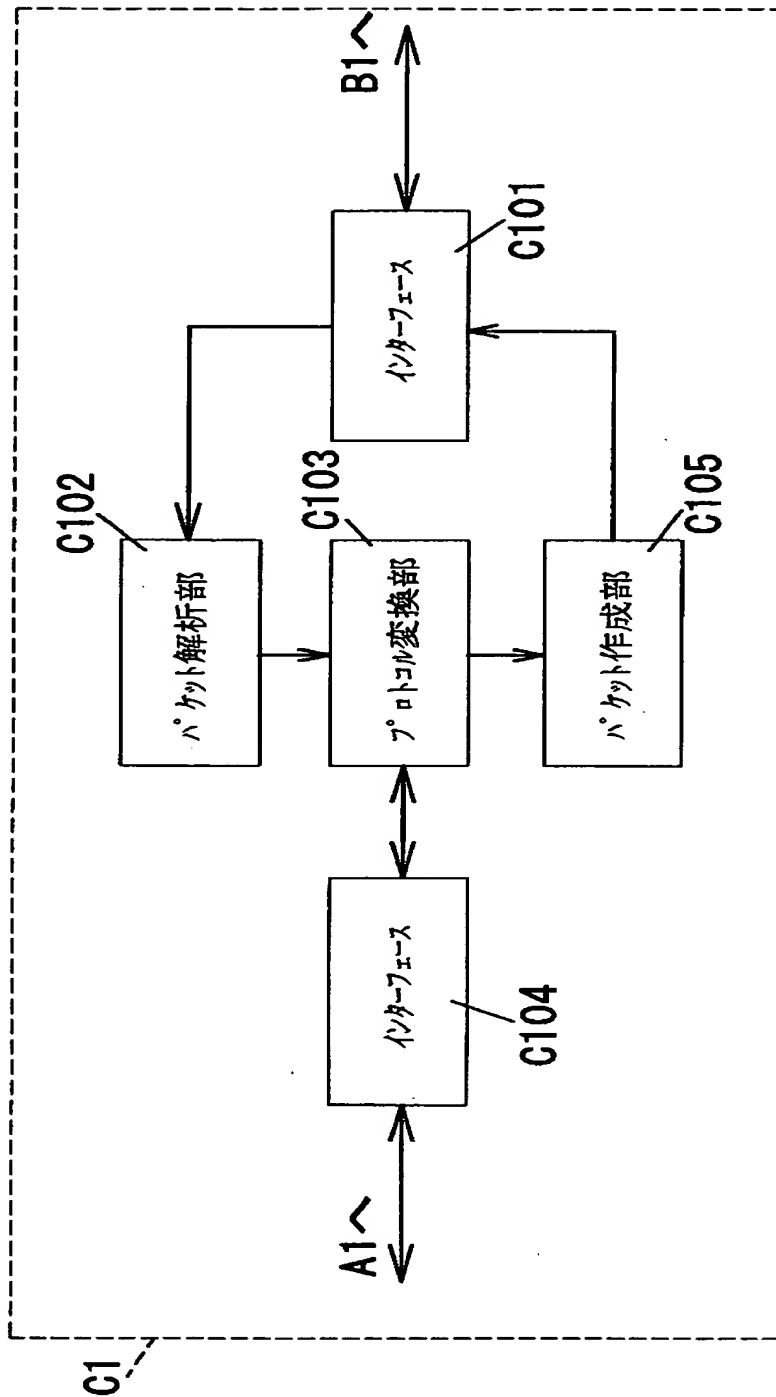 C1
A1へ
インターフェース
C104
パケット解析部
C102
プロトコル変換部
C103
パケット作成部
C105
インターフェース
C101
B1へ